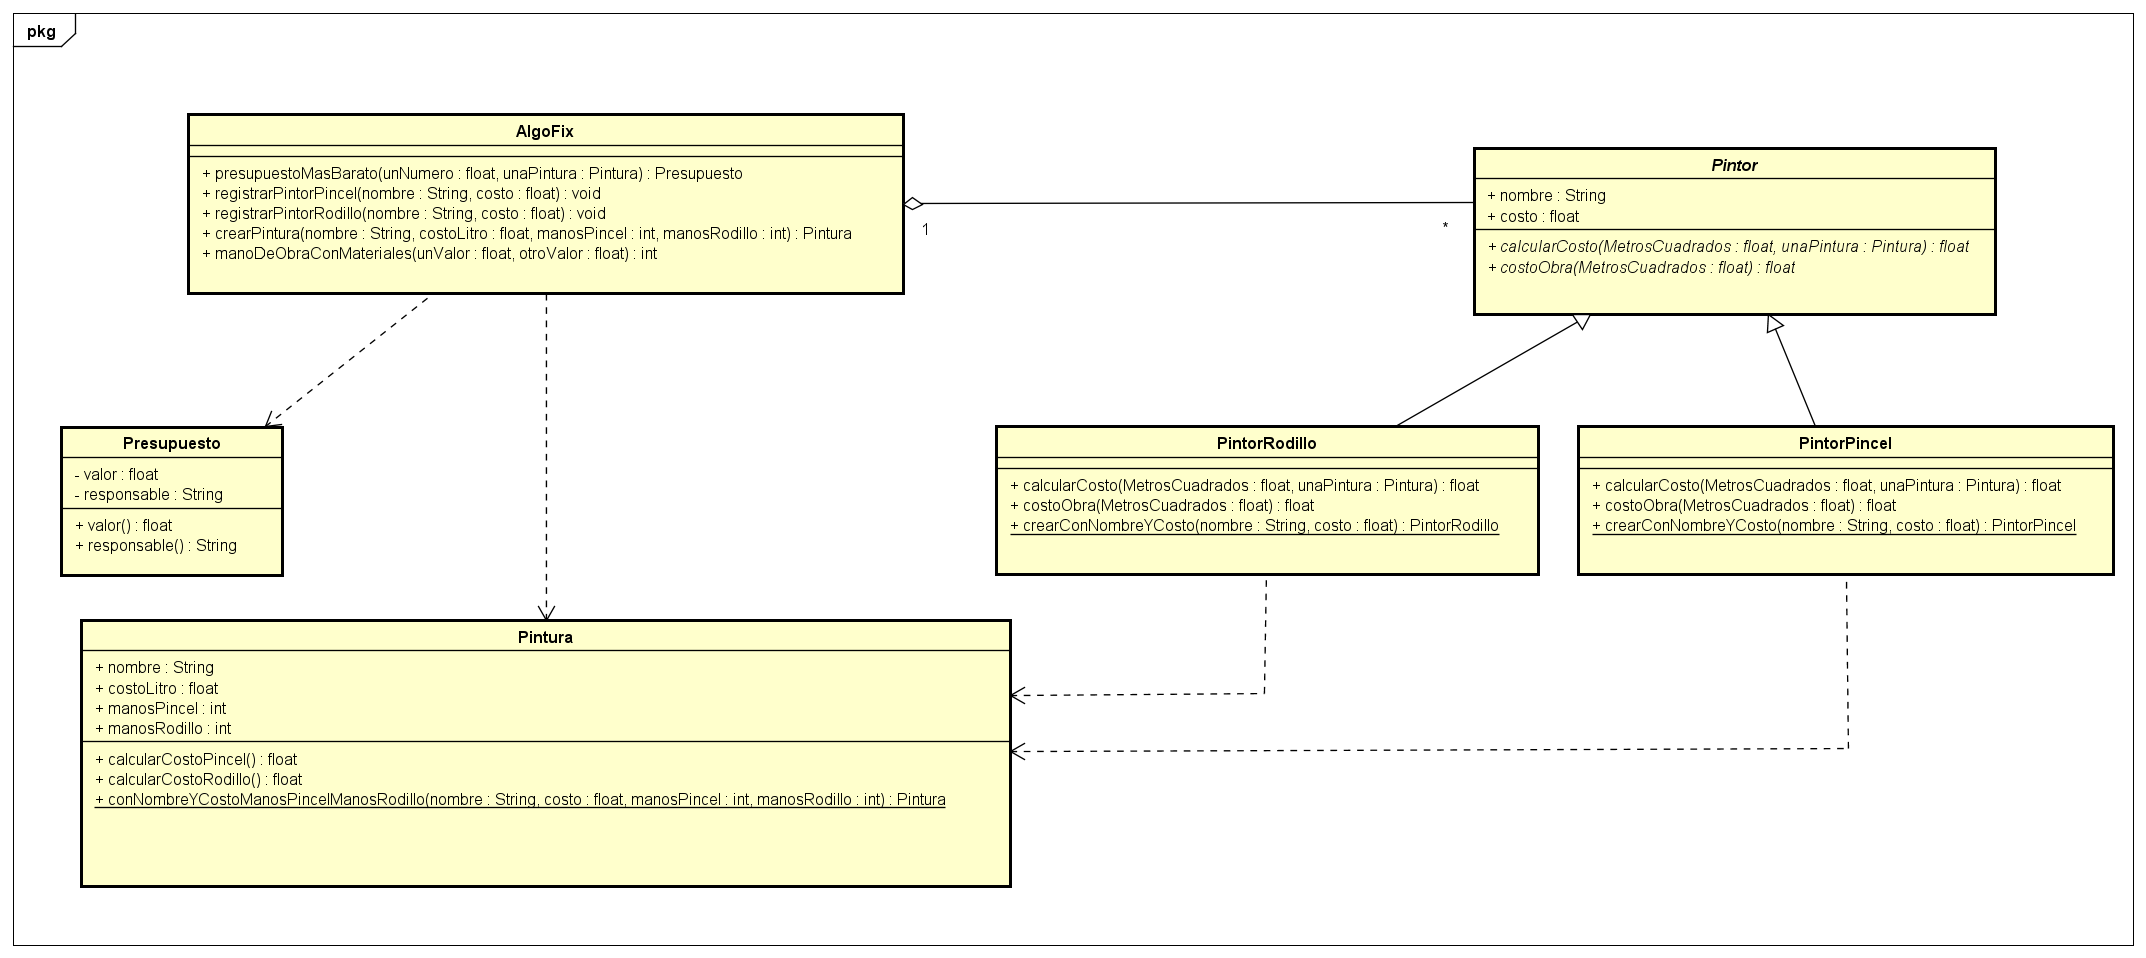 pkg
AlgoFix
+ presupuestoMasBarato(unNumero : float, unaPintura : Pintura) : Presupuesto
+ registrarPintorPincel(nombre : String, costo : float) : void
+ registrarPintorRodillo(nombre : String, costo : float) : void
+ crearPintura(nombre : String, costoLitro : float, manosPincel : int, manosRodillo : int) : Pintura
+ manoDeObraConMateriales(unValor : float, otroValor : float) : int
1
*
Pintor
+ nombre : String
+ costo : float
+ calcularCosto(MetrosCuadrados : float, unaPintura : Pintura) : float
+ costoObra(MetrosCuadrados : float) : float
Presupuesto
- valor : float
- responsable : String
+ valor() : float
+ responsable() : String
PintorRodillo
+ calcularCosto(MetrosCuadrados : float, unaPintura : Pintura) : float
+ costoObra(MetrosCuadrados : float) : float
+ crearConNombreYCosto(nombre : String, costo : float) : PintorRodillo
PintorPincel
+ calcularCosto(MetrosCuadrados : float, unaPintura : Pintura) : float
+ costoObra(MetrosCuadrados : float) : float
+ crearConNombreYCosto(nombre : String, costo : float) : PintorPincel
Pintura
+ nombre : String
+ costoLitro : float
+ manosPincel : int
+ manosRodillo : int
+ calcularCostoPincel() : float
+ calcularCostoRodillo() : float
+ conNombreYCostoManosPincelManosRodillo(nombre : String, costo : float, manosPincel : int, manosRodillo : int) : Pintura